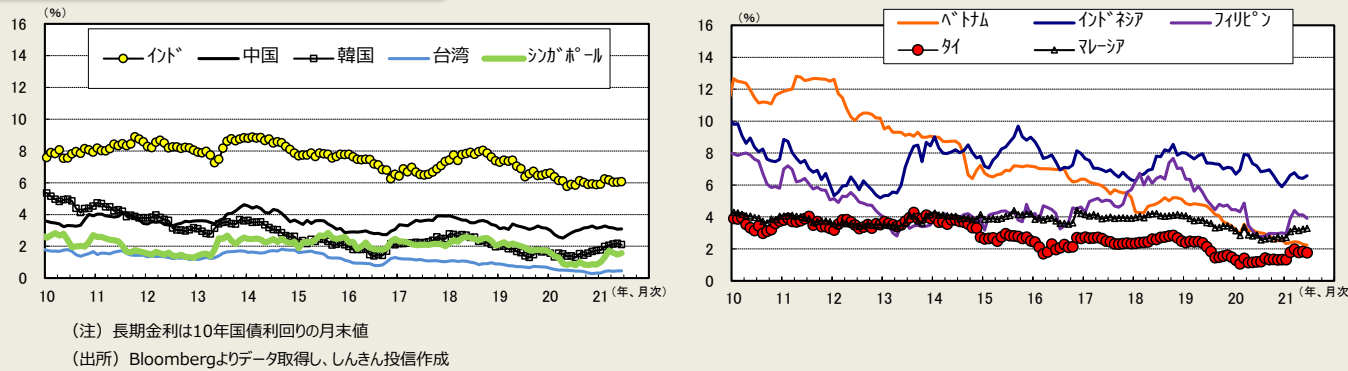 (%)
16
14
12
10
8
6
4
2
0
インド 中国 韓国 台湾 シンガポール
10 11 12 13 14 15 16 17 18 19 20 21 (年、月次)
(%)
16
14
12
10
8
6
4
2
0
ベトナム インドネシア フィリピン
タイ マレーシア
10 11 12 13 14 15 16 17 18 19 20 21 (年、月次)
(注) 長期金利は10年国債利回りの月末値
(出所) Bloombergよりデータ取得し、しんきん投信作成